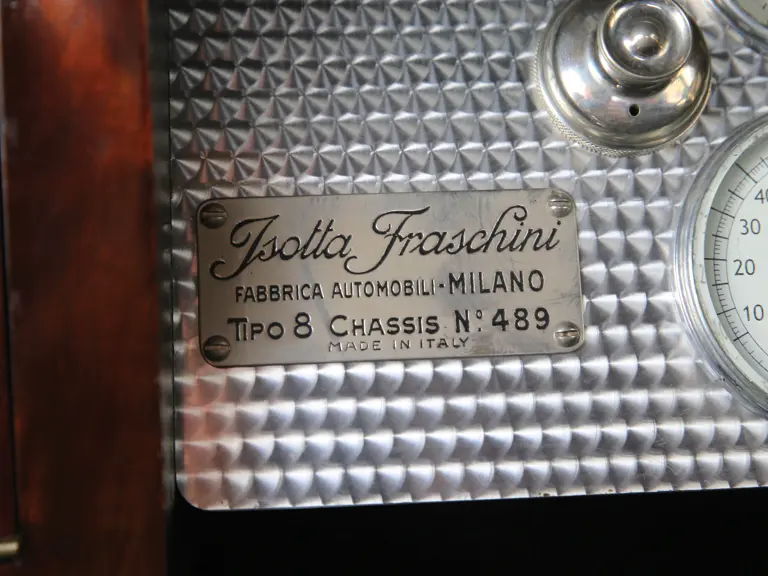 Isotta Fraschini
FABBRICA AUTOMOBILI-MILANO
TIPO 8 CHASSIS Nº 489
MADE IN ITALY
40
30
20
10